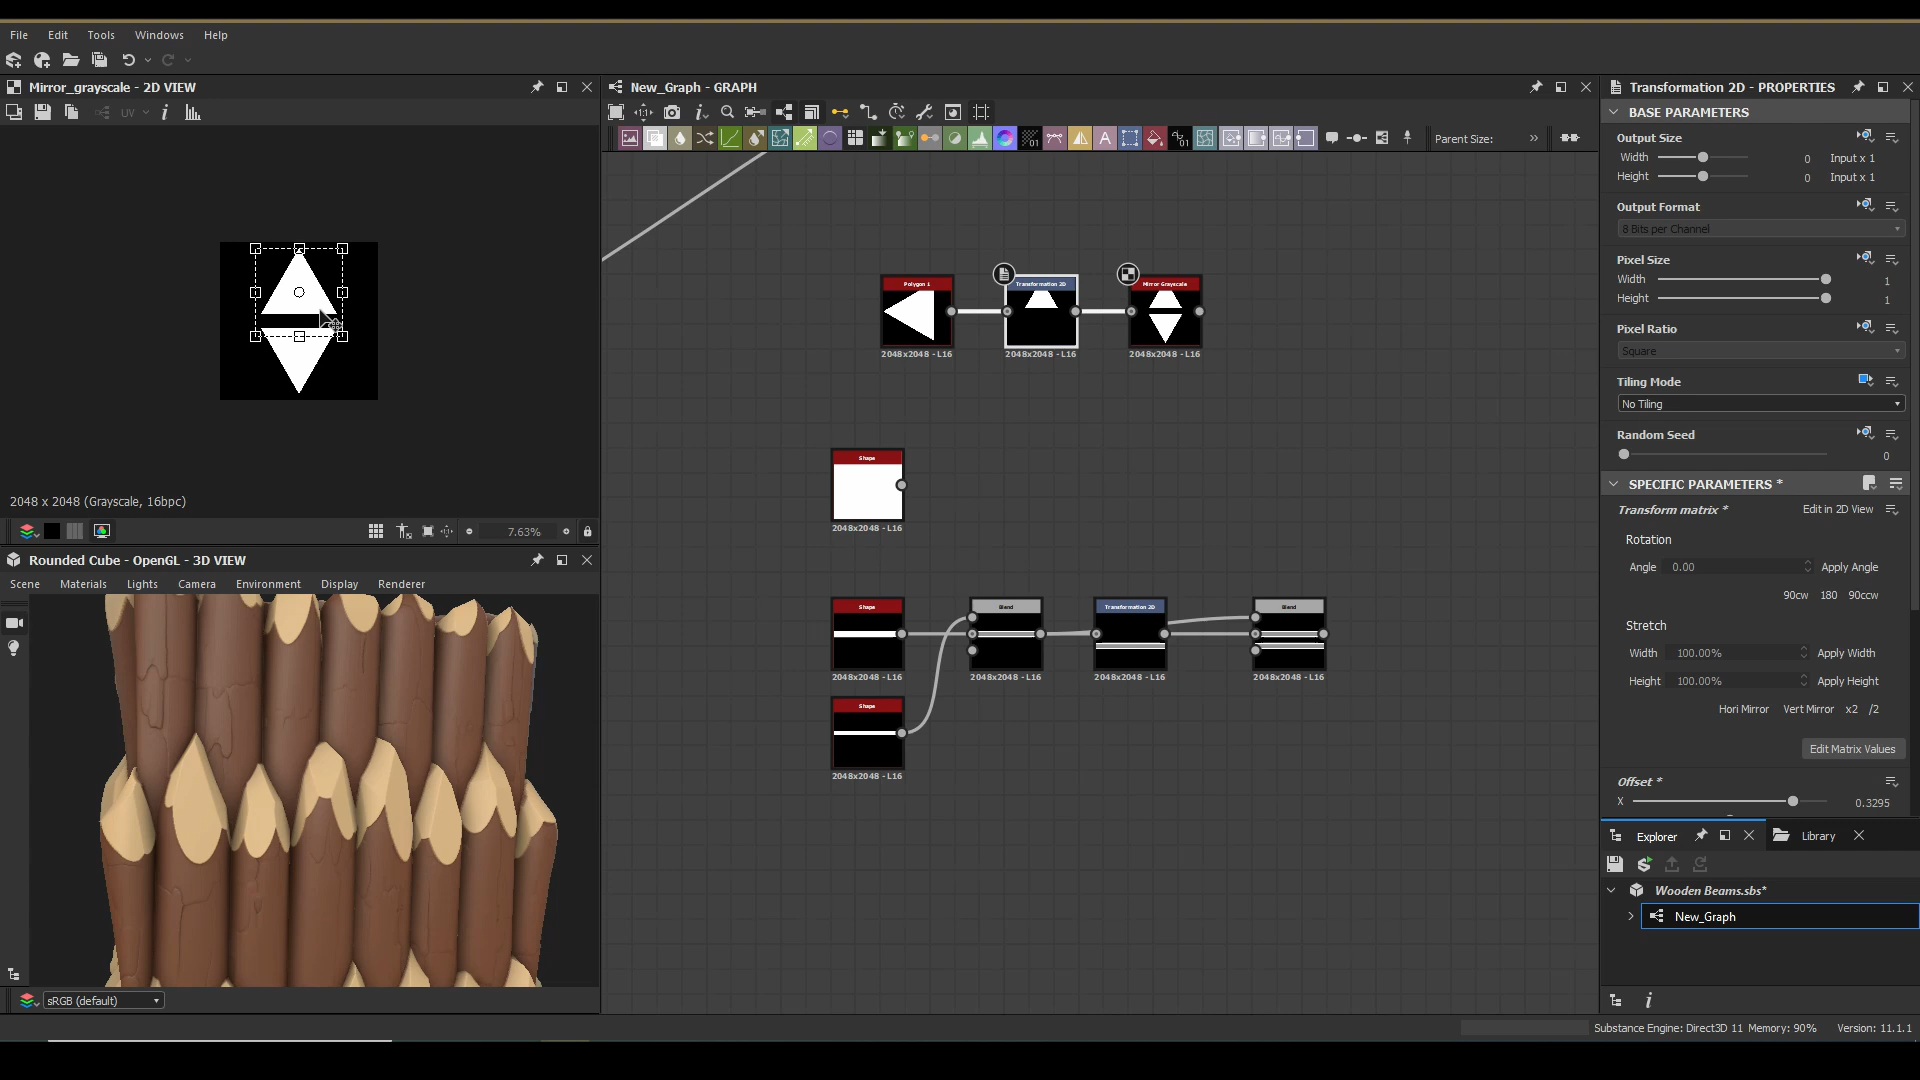 File Edit Tools Windows Help
Mirror_grayscale - 2D VIEW
UV
2048 x 2048 (Grayscale, 16bpc)
7.63%
Rounded Cube - OpenGL - 3D VIEW
Scene Materials Lights Camera Environment Display Renderer
sRGB (default)
New_Graph - GRAPH
Parent Size:
Polygon 1
Transformation 2D
Mirror Grayscale
2048x2048 - L16
2048x2048 - L16
2048x2048 - L16
Shape
2048x2048 - L16
Shape
Blend
Transformation 2D
Blend
2048x2048 - L16
2048x2048 - L16
2048x2048 - L16
2048x2048 - L16
Shape
2048x2048 - L16
Transformation 2D - PROPERTIES
BASE PARAMETERS
Output Size
Width 0 Input x 1
Height 0 Input x 1
Output Format
8 Bits per Channel
Pixel Size
Width 1
Height 1
Pixel Ratio
Square
Tiling Mode
No Tiling
Random Seed
0
SPECIFIC PARAMETERS *
Transform matrix * Edit in 2D View
Rotation
Angle 0.00 Apply Angle
90cw 180 90ccw
Stretch
Width 100.00% Apply Width
Height 100.00% Apply Height
Hori Mirror Vert Mirror x2 /2
Edit Matrix Values
Offset *
X 0.3295
Explorer Library
Wooden Beams.sbs*
New_Graph
Substance Engine: Direct3D 11 Memory: 90% Version: 11.1.1